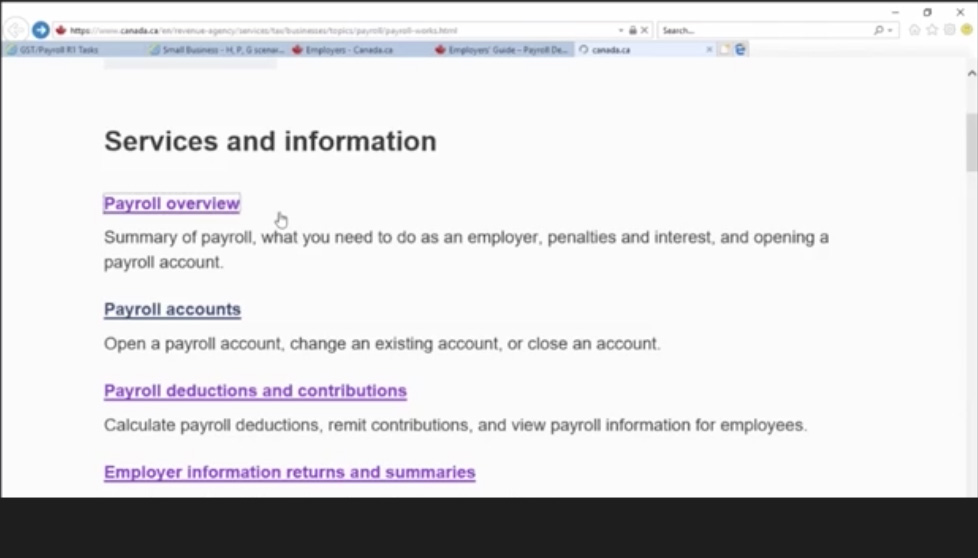 https://www.canada.ca/en/revenue-agency/services/tax/businesses/topics/payroll/payroll-works.html
Search...
GST/Payroll R1 Tasks
Small Business - H, P, G scenar...
Employers - Canada.ca
Employers' Guide – Payroll De...
canada.ca
Services and information
Payroll overview
Summary of payroll, what you need to do as an employer, penalties and interest, and opening a
payroll account.
Payroll accounts
Open a payroll account, change an existing account, or close an account.
Payroll deductions and contributions
Calculate payroll deductions, remit contributions, and view payroll information for employees.
Employer information returns and summaries